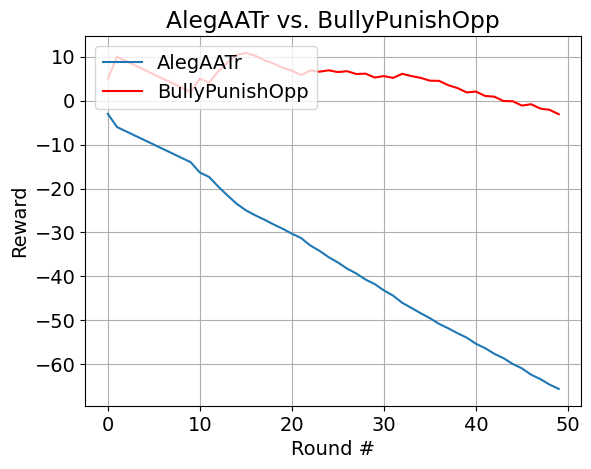 AlegAATr vs. BullyPunishOpp
AlegAATr
BullyPunishOpp
10
0
−10
−20
−30
−40
−50
−60
Reward
0 10 20 30 40 50
Round #